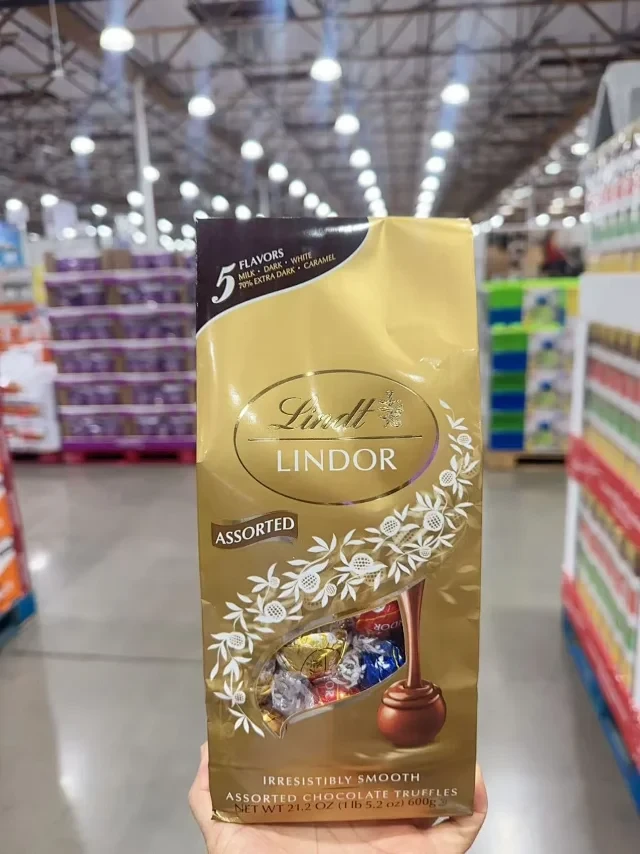 5 FLAVORS
MILK · DARK · WHITE
70% EXTRA DARK · CARAMEL
Lindt
LINDOR
ASSORTED
IRRESISTIBLY SMOOTH
ASSORTED CHOCOLATE TRUFFLES
NET WT 21.2 OZ (1 lb 5.2 oz) 600g